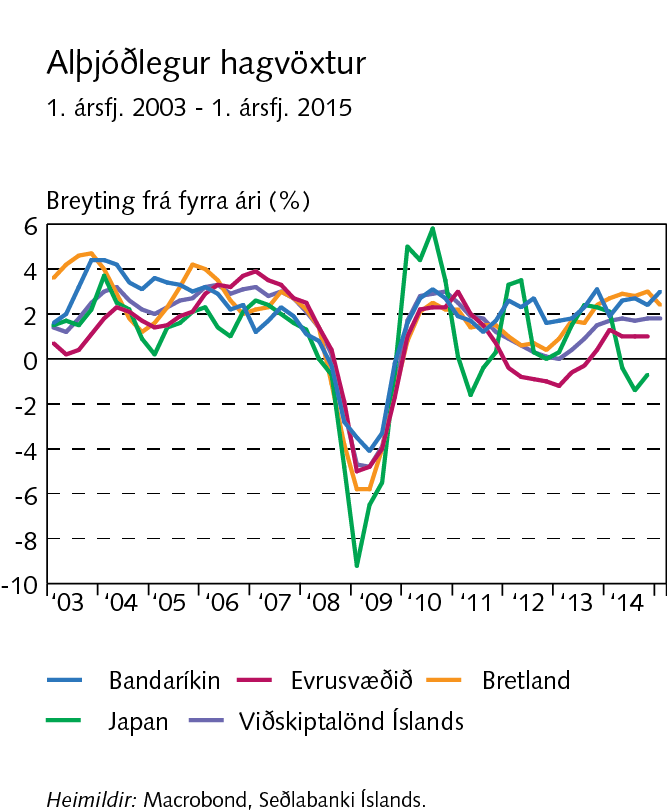 Alþjóðlegur hagvöxtur
1. ársfj. 2003 - 1. ársfj. 2015
Breyting frá fyrra ári (%)
6
4
2
0
-2
-4
-6
-8
-10
‘03 ‘04 ‘05 ‘06 ‘07 ‘08 ‘09 ‘10 ‘11 ‘12 ‘13 ‘14
Bandaríkin Evrusvæðið Bretland
Japan Viðskiptalönd Íslands
Heimildir: Macrobond, Seðlabanki Íslands.